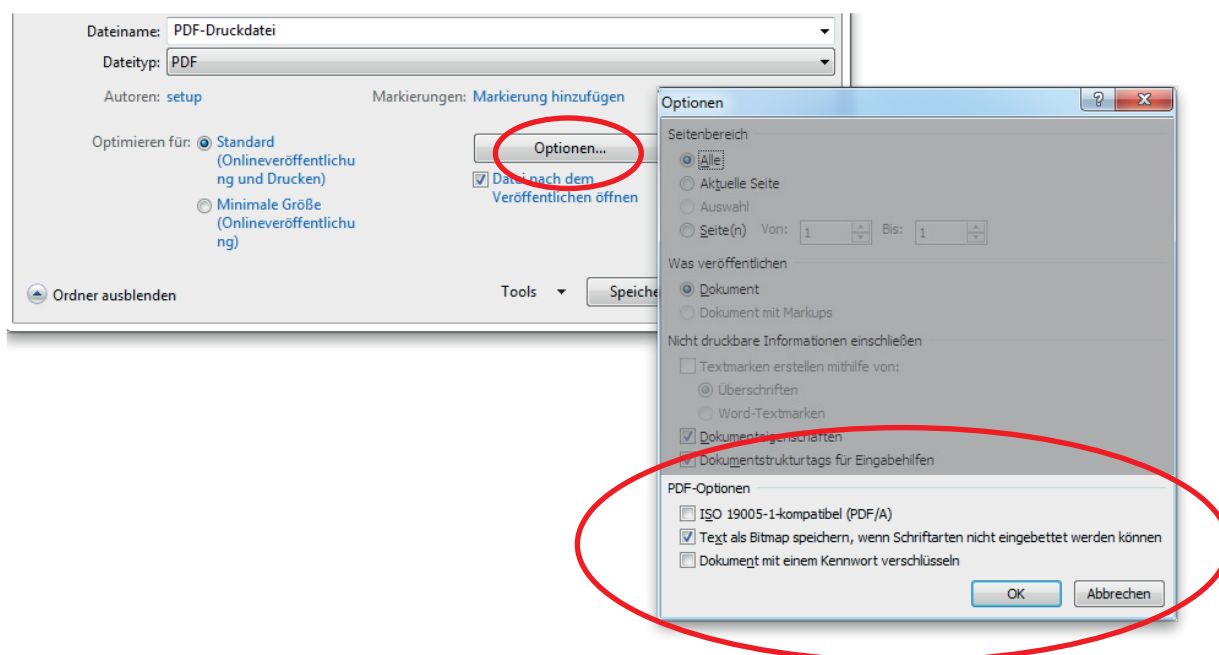 Dateiname: PDF-Druckdatei
Dateityp: PDF
Autoren: setup
Markierungen: Markierung hinzufügen
Optimieren für: Standard
(Onlineveröffentlichu
ng und Drucken)
Minimale Größe
(Onlineveröffentlichu
ng)
Optionen...
Datei nach dem
Veröffentlichen öffnen
Ordner ausblenden
Tools
Speiche
Optionen
Seitenbereich
Alle
Aktuelle Seite
Auswahl
Seite(n) Von: 1 Bis: 1
Was veröffentlichen
Dokument
Dokument mit Markups
Nicht druckbare Informationen einschließen
Textmarken erstellen mithilfe von:
Überschriften
Word-Textmarken
Dokumenteigenschaften
Dokumentstrukturtags für Eingabehilfen
PDF-Optionen
ISO 19005-1-kompatibel (PDF/A)
Text als Bitmap speichern, wenn Schriftarten nicht eingebettet werden können
Dokument mit einem Kennwort verschlüsseln
OK
Abbrechen